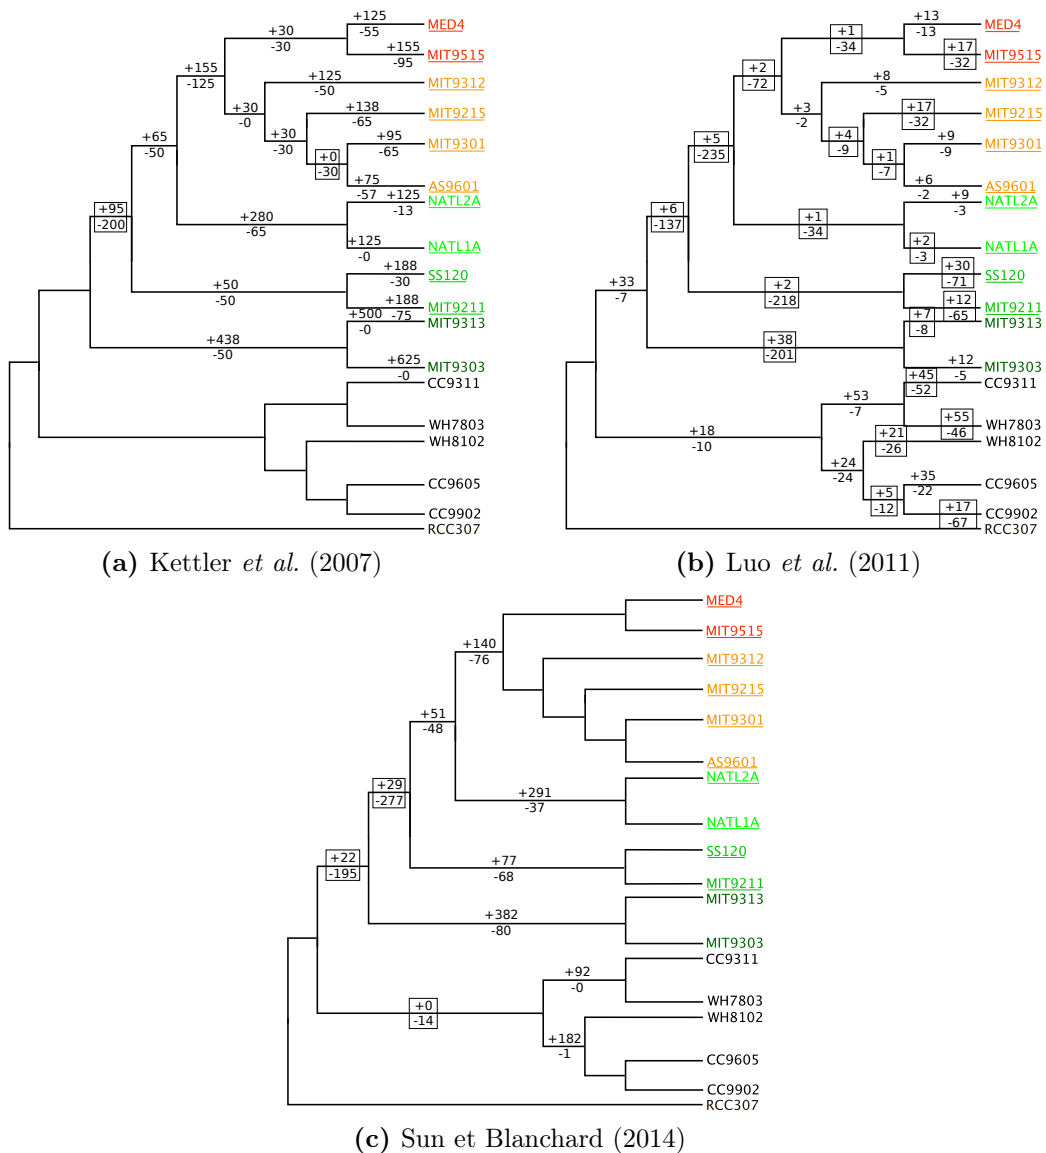 +125
-55
MED4
+30
-30
+155
-95
MIT9515
+155
-125
+125
-50
MIT9312
+30
-0
+138
-65
MIT9215
+30
-30
+95
-65
MIT9301
+65
-50
+0
-30
+75
-57
AS9601
+125
-13
NATL2A
+95
-200
+280
-65
+125
-0
NATL1A
+188
-30
SS120
+50
-50
+188
-75
MIT9211
+500
-0
MIT9313
+438
-50
+625
-0
MIT9303
CC9311
WH7803
WH8102
CC9605
CC9902
RCC307
(a) Kettler et al. (2007)
+13
-13
MED4
+1
-34
+17
-32
MIT9515
+2
-72
+8
-5
MIT9312
+3
-2
+17
-32
MIT9215
+4
-9
+9
-9
MIT9301
+5
-235
+1
-7
+6
-2
AS9601
+9
-3
NATL2A
+6
-137
+1
-34
+2
-3
NATL1A
+30
-71
SS120
+33
-7
+2
-218
+12
-65
MIT9211
+7
-8
MIT9313
+38
-201
+12
-5
MIT9303
+45
-52
CC9311
+53
-7
+55
-46
WH7803
+18
-10
+21
-26
WH8102
+24
-24
+35
-22
CC9605
+5
-12
+17
-67
CC9902
RCC307
(b) Luo et al. (2011)
MED4
MIT9515
+140
-76
MIT9312
MIT9215
+51
-48
MIT9301
AS9601
NATL2A
+29
-277
+291
-37
NATL1A
SS120
+22
-195
+77
-68
MIT9211
MIT9313
+382
-80
MIT9303
CC9311
+92
-0
WH7803
+0
-14
WH8102
+182
-1
CC9605
CC9902
RCC307
(c) Sun et Blanchard (2014)